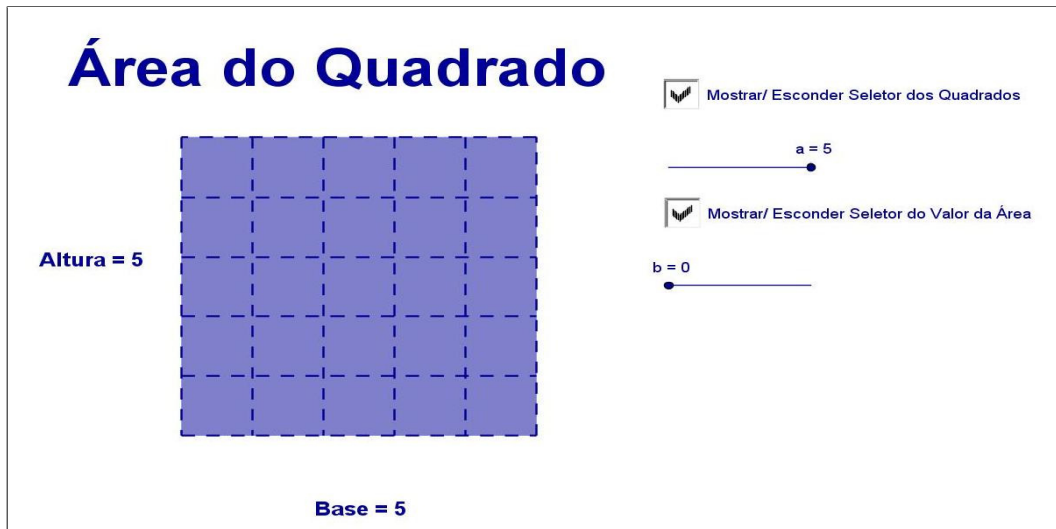 Área do Quadrado
Mostrar/ Esconder Seletor dos Quadrados
a = 5
Mostrar/ Esconder Seletor do Valor da Área
Altura = 5
b = 0
Base = 5